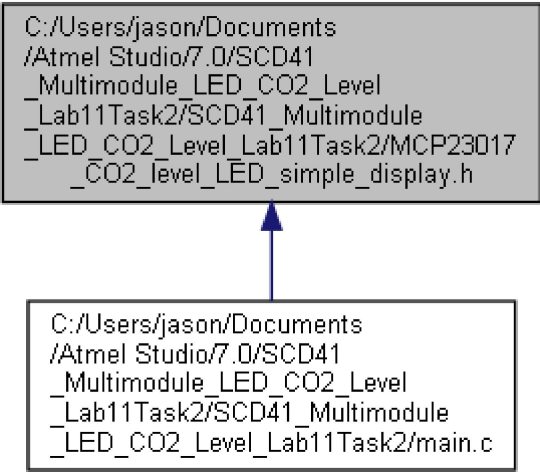 C:/Users/jason/Documents
/Atmel Studio/7.0/SCD41
_Multimodule_LED_CO2_Level
_Lab11Task2/SCD41_Multimodule
_LED_CO2_Level_Lab11Task2/MCP23017
_CO2_level_LED_simple_display.h
C:/Users/jason/Documents
/Atmel Studio/7.0/SCD41
_Multimodule_LED_CO2_Level
_Lab11Task2/SCD41_Multimodule
_LED_CO2_Level_Lab11Task2/main.c